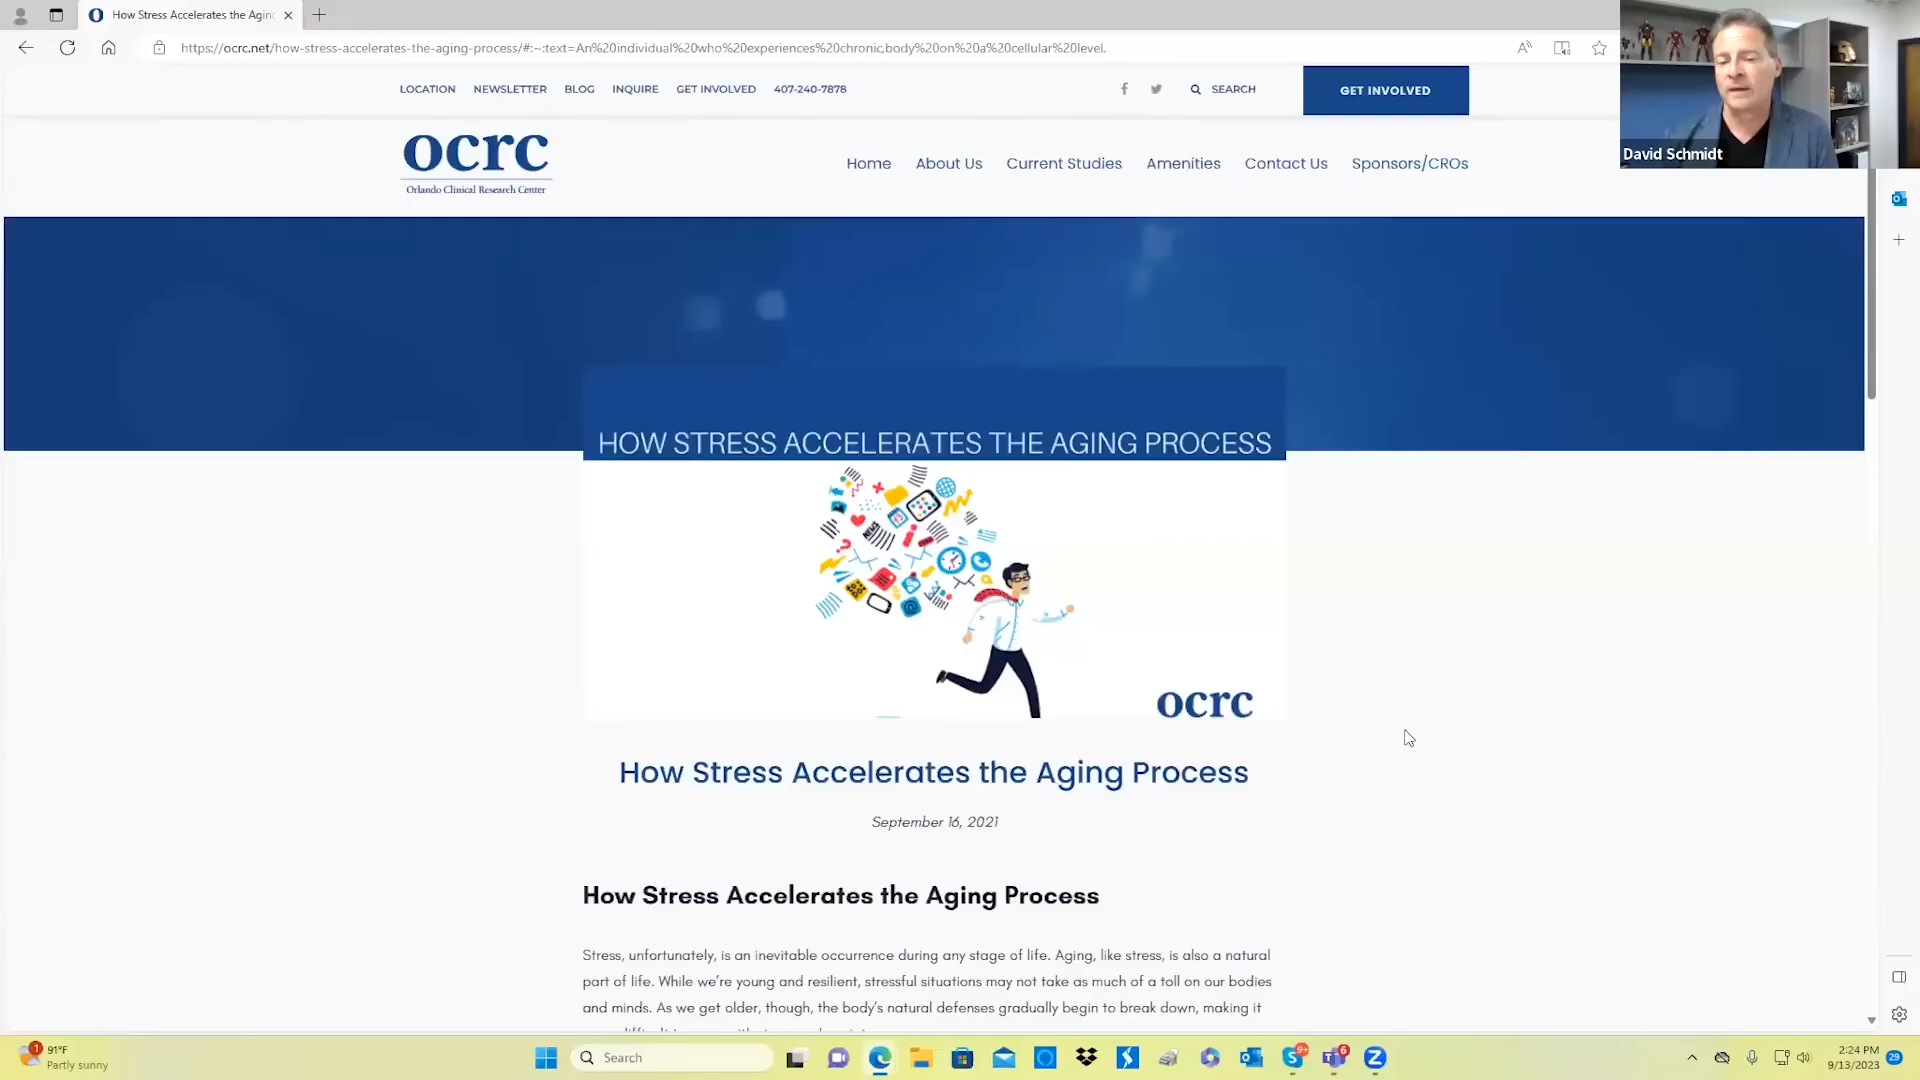 How Stress Accelerates the Aging
https://ocrc.net/how-stress-accelerates-the-aging-process/#:~:text=An%20individual%20who%20experiences%20chronic,body%20on%20a%20cellular%20level.
LOCATION NEWSLETTER BLOG INQUIRE GET INVOLVED 407-240-7878 SEARCH GET INVOLVED
ocrc
Orlando Clinical Research Center
Home About Us Current Studies Amenities Contact Us Sponsors/CROs
David Schmidt
HOW STRESS ACCELERATES THE AGING PROCESS
NEWS
ocrc
How Stress Accelerates the Aging Process
September 16, 2021
How Stress Accelerates the Aging Process
Stress, unfortunately, is an inevitable occurrence during any stage of life. Aging, like stress, is also a natural
part of life. While we're young and resilient, stressful situations may not take as much of a toll on our bodies
and minds. As we get older, though, the body's natural defenses gradually begin to break down, making it
1
91°F
Partly sunny
Search
9+
6
2:24 PM
9/13/2023
29